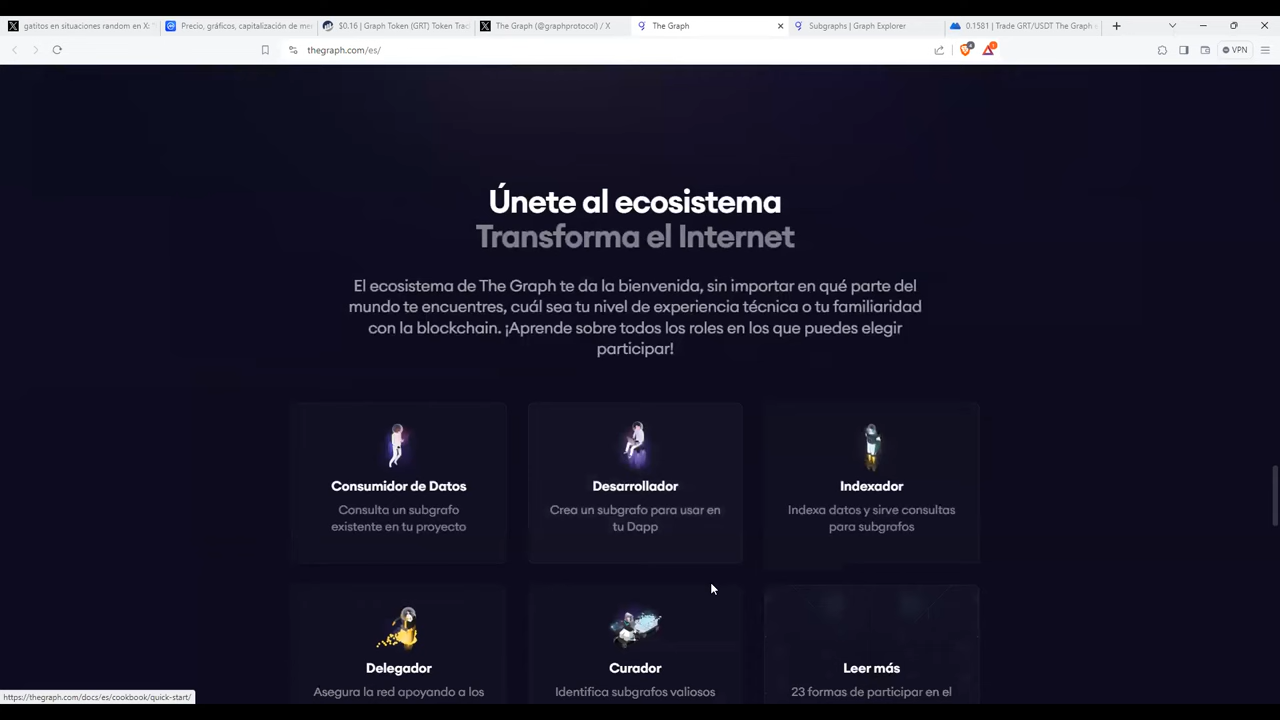 gatitos en situaciones random en X:
Precio, gráficos, capitalización de me
$0.16 | Graph Token (GRT) Token Trac
The Graph (@graphprotocol) / X
The Graph
Subgraphs | Graph Explorer
0.1581 | Trade GRT/USDT The Graph
thegraph.com/es/
VPN
Únete al ecosistema
Transforma el Internet
El ecosistema de The Graph te da la bienvenida, sin importar en qué parte del
mundo te encuentres, cuál sea tu nivel de experiencia técnica o tu familiaridad
con la blockchain. ¡Aprende sobre todos los roles en los que puedes elegir
participar!
Consumidor de Datos
Consulta un subgrafo
existente en tu proyecto
Desarrollador
Crea un subgrafo para usar en
tu Dapp
Indexador
Indexa datos y sirve consultas
para subgrafos
Delegador
Asegura la red apoyando a los
Curador
Identifica subgrafos valiosos
Leer más
23 formas de participar en el
https://thegraph.com/docs/es/cookbook/quick-start/